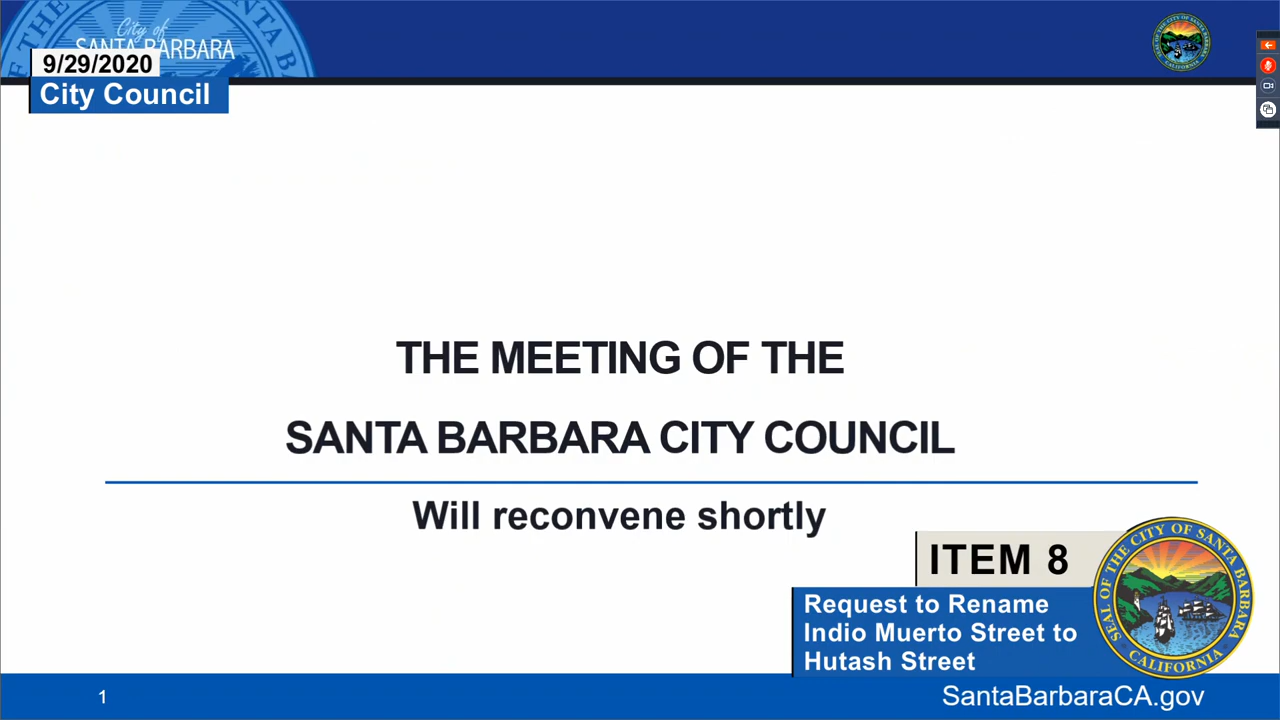 City of
SANTA BARBARA
9/29/2020
City Council
THE MEETING OF THE
SANTA BARBARA CITY COUNCIL
Will reconvene shortly
ITEM 8
Request to Rename
Indio Muerto Street to
Hutash Street
SEAL OF THE CITY OF SANTA BARBARA
CALIFORNIA
1
SantaBarbaraCA.gov